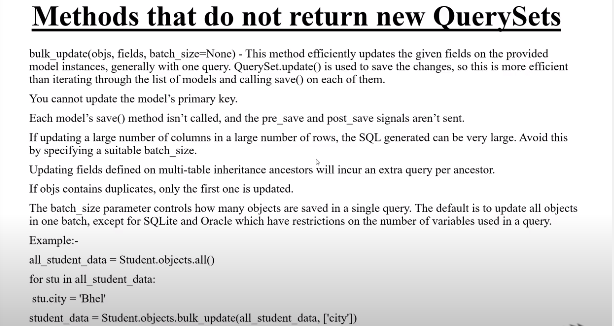 Methods that do not return new QuerySets
bulk_update(objs, fields, batch_size=None) - This method efficiently updates the given fields on the provided
model instances, generally with one query. QuerySet.update() is used to save the changes, so this is more efficient
than iterating through the list of models and calling save() on each of them.
You cannot update the model's primary key.
Each model's save() method isn't called, and the pre_save and post_save signals aren't sent.
If updating a large number of columns in a large number of rows, the SQL generated can be very large. Avoid this
by specifying a suitable batch_size.
Updating fields defined on multi-table inheritance ancestors will incur an extra query per ancestor.
If objs contains duplicates, only the first one is updated.
The batch_size parameter controls how many objects are saved in a single query. The default is to update all objects
in one batch, except for SQLite and Oracle which have restrictions on the number of variables used in a query.
Example:-
all_student_data = Student.objects.all()
for stu in all_student_data:
stu.city = 'Bhel'
student_data = Student.objects.bulk_update(all_student_data, ['city'])